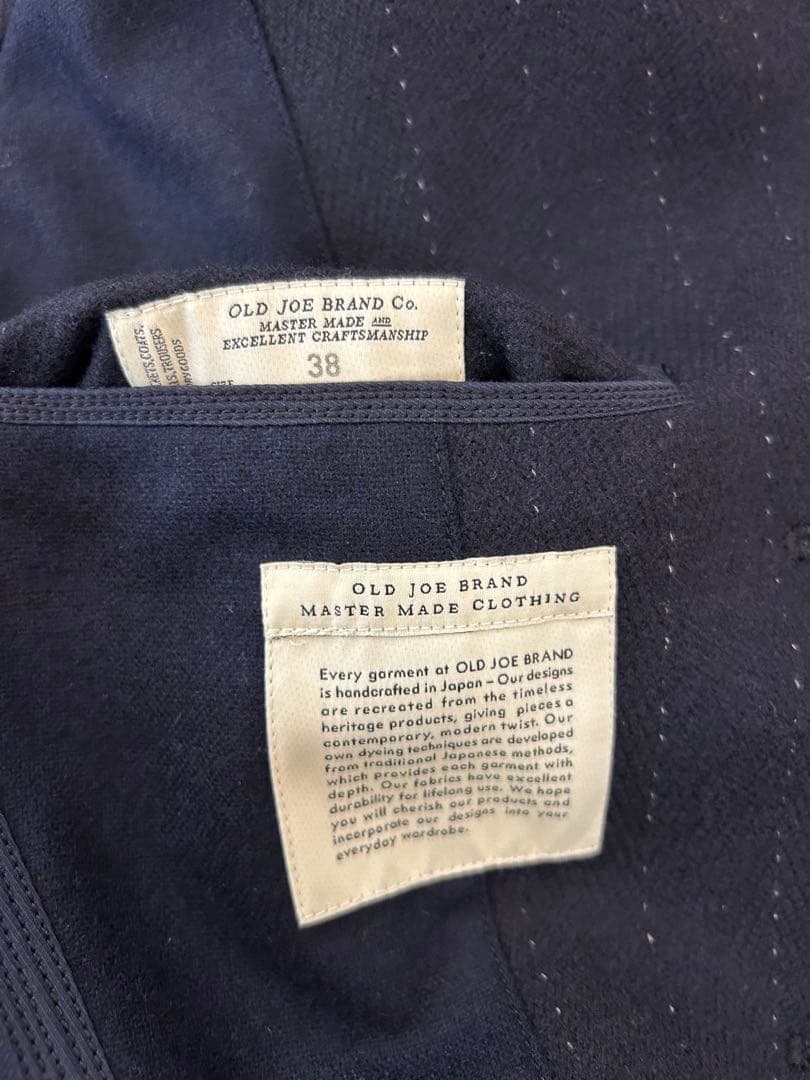 OLD JOE BRAND Co.
MASTER MADE AND
EXCELLENT CRAFTSMANSHIP
38
COATS,
TROUSERS
GOODS
OLD JOE BRAND
MASTER MADE CLOTHING
Every garment at OLD JOE BRAND
is handcrafted in Japan – Our designs
are recreated from the timeless
heritage products, giving pieces a
contemporary, modern twist. Our
own dyeing techniques are developed
from traditional Japanese methods,
which provides each garment with
depth. Our fabrics have excellent
durability for lifelong use. We hope
you will cherish our products and
incorporate our designs into your
everyday wardrobe.